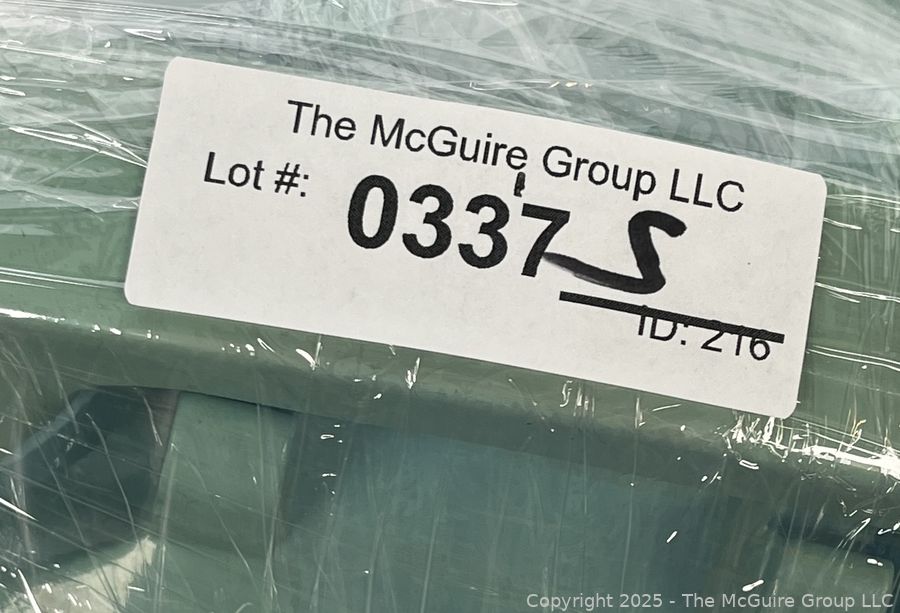 The McGuire Group LLC
Lot #: 0337 S
ID: 216
Copyright 2025 - The McGuire Group LLC